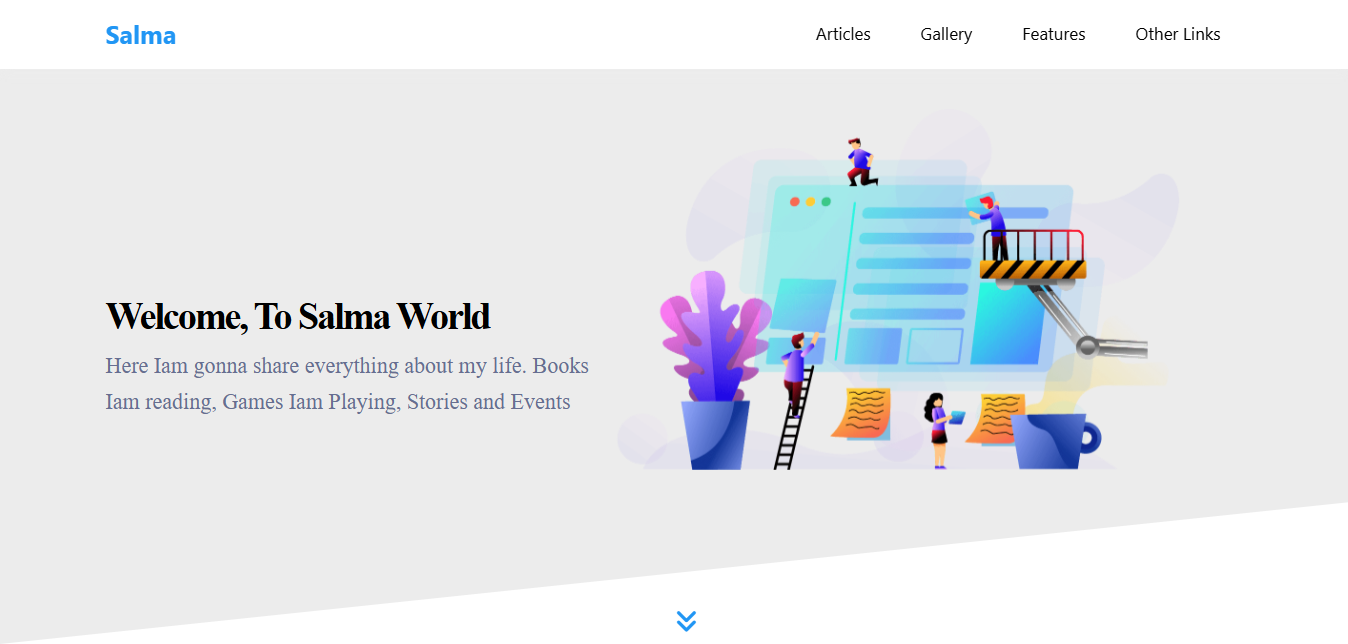 Salma
Articles
Gallery
Features
Other Links
Welcome, To Salma World
Here Iam gonna share everything about my life. Books
Iam reading, Games Iam Playing, Stories and Events